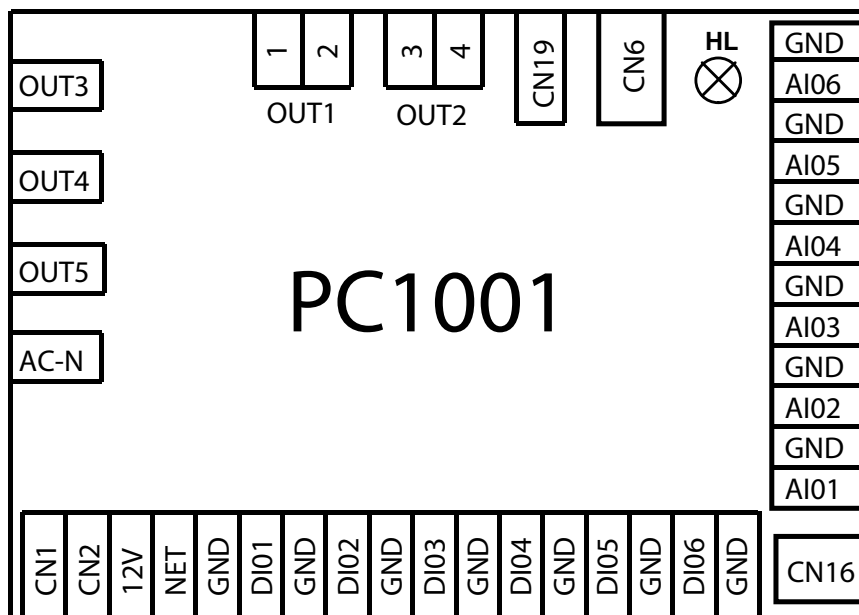 1 2 3 4 CN19 CN6 HL
OUT1 OUT2
OUT3
OUT4
OUT5
AC-N
PC1001
GND
AI06
GND
AI05
GND
AI04
GND
AI03
GND
AI02
GND
AI01
CN16
CN1 CN2 12V NET GND DI01 GND DI02 GND DI03 GND DI04 GND DI05 GND DI06 GND